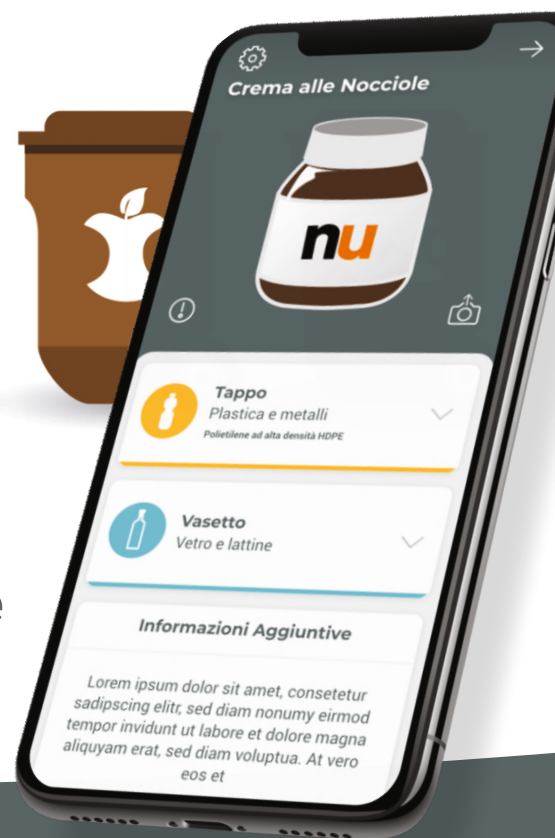 Crema alle Nocciole
nu
Tappo
Plastica e metalli
Polietilene ad alta densità HDPE
Vasetto
Vetro e lattine
e
Informazioni Aggiuntive
Lorem ipsum dolor sit amet, consetetur
sadipscing elitr, sed diam nonumy eirmod
tempor invidunt ut labore et dolore magna
aliquyam erat, sed diam voluptua. At vero
eos et